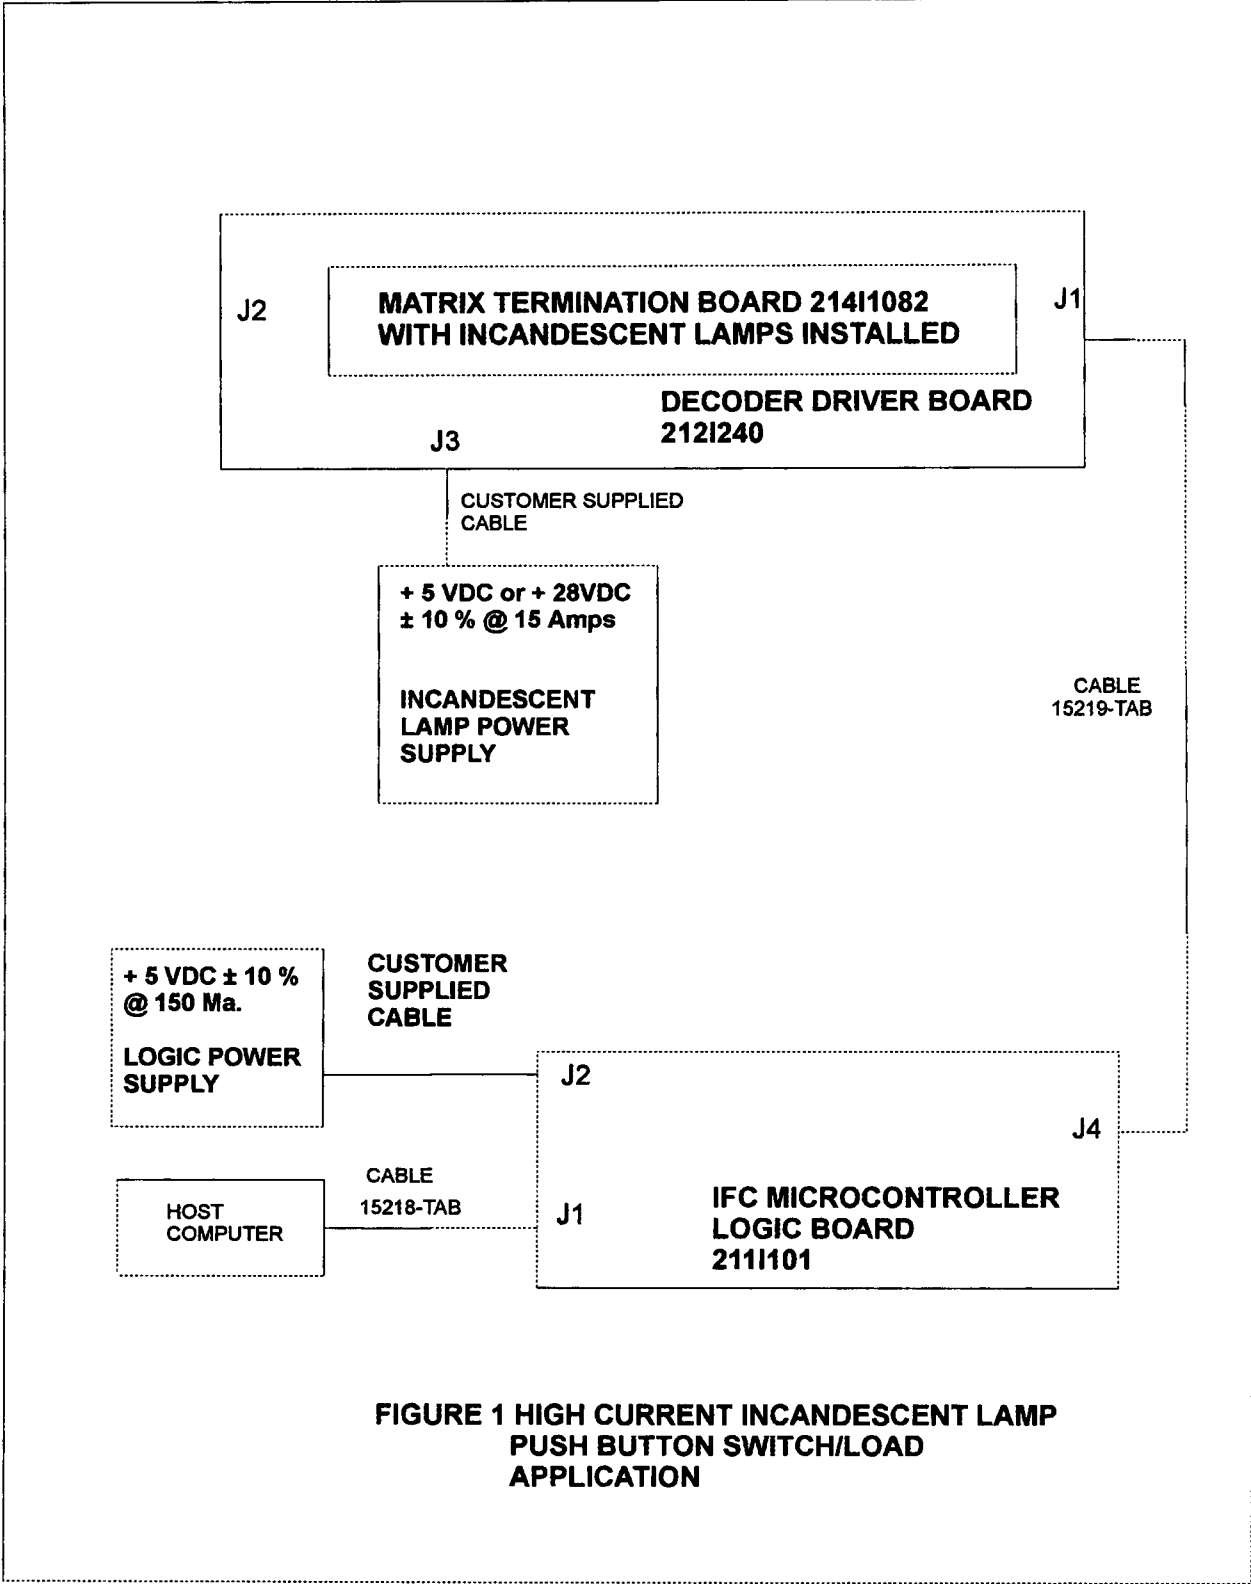 J2
MATRIX TERMINATION BOARD 214I1082
WITH INCANDESCENT LAMPS INSTALLED
J1
DECODER DRIVER BOARD
212I240
J3
CUSTOMER SUPPLIED
CABLE
+ 5 VDC or + 28VDC
± 10 % @ 15 Amps
INCANDESCENT
LAMP POWER
SUPPLY
CABLE
15219-TAB
+ 5 VDC ± 10 %
@ 150 Ma.
LOGIC POWER
SUPPLY
CUSTOMER
SUPPLIED
CABLE
J2
J4
HOST
COMPUTER
CABLE
15218-TAB
J1
IFC MICROCONTROLLER
LOGIC BOARD
211I101
FIGURE 1 HIGH CURRENT INCANDESCENT LAMP
PUSH BUTTON SWITCH/LOAD
APPLICATION